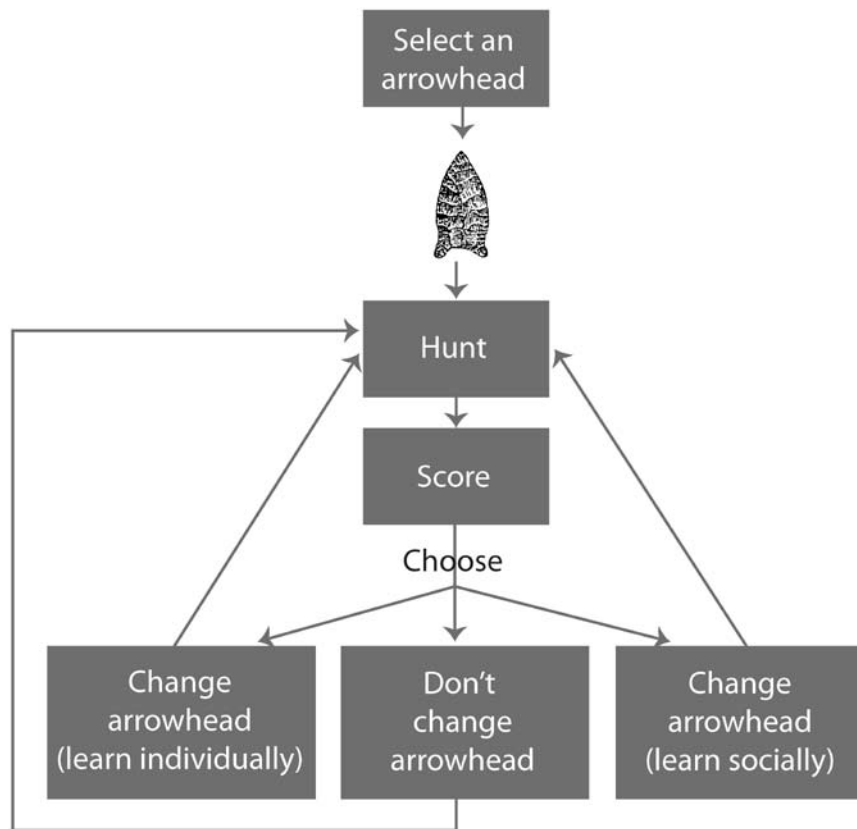 Select an
arrowhead
Hunt
Score
Choose
Change
arrowhead
(learn individually)
Don't
change
arrowhead
Change
arrowhead
(learn socially)